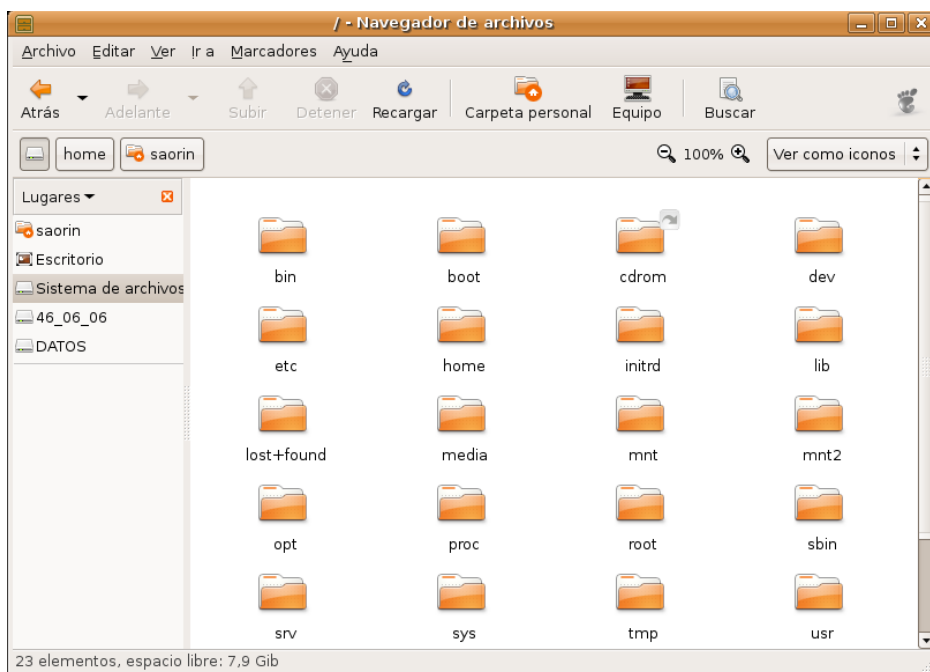 / - Navegador de archivos
Archivo Editar Ver Ir a Marcadores Ayuda
Atrás Adelante Subir Detener Recargar Carpeta personal Equipo Buscar
home saorin 100% Ver como iconos
Lugares
saorin
Escritorio
Sistema de archivos
46_06_06
DATOS
bin boot cdrom dev
etc home initrd lib
lost+found media mnt mnt2
opt proc root sbin
srv sys tmp usr
23 elementos, espacio libre: 7,9 Gib